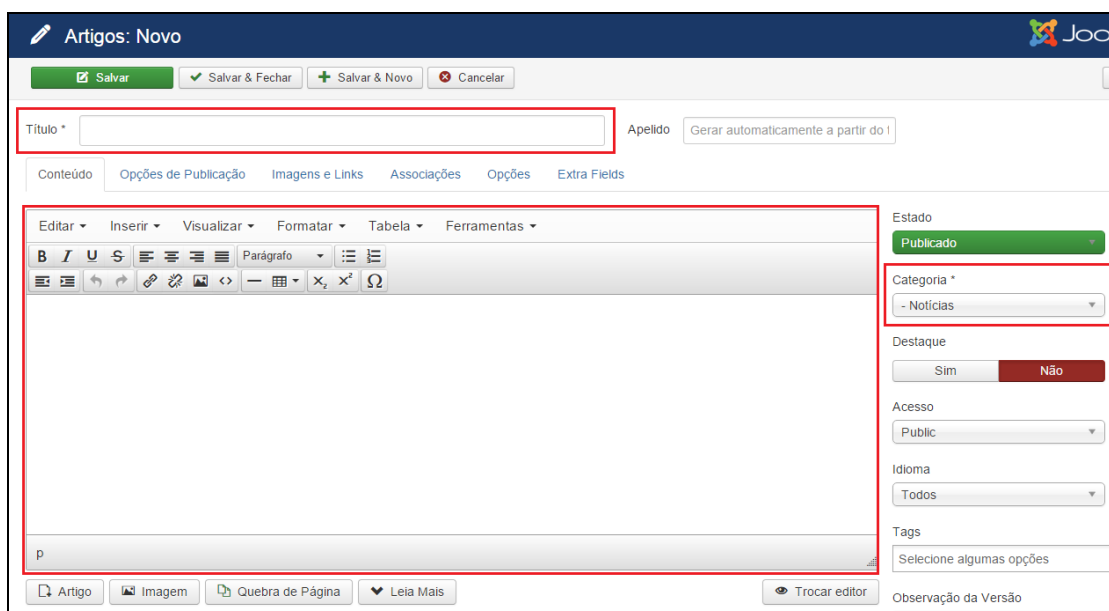 Artigos: Novo
Joo
Salvar
Salvar & Fechar
Salvar & Novo
Cancelar
Título *
Apelido
Gerar automaticamente a partir do t
Conteúdo
Opções de Publicação
Imagens e Links
Associações
Opções
Extra Fields
Editar
Inserir
Visualizar
Formatar
Tabela
Ferramentas
B I U S
Parágrafo
X₂ X² Ω
p
Artigo
Imagem
Quebra de Página
Leia Mais
Trocar editor
Estado
Publicado
Categoria *
- Notícias
Destaque
Sim
Não
Acesso
Public
Idioma
Todos
Tags
Selecione algumas opções
Observação da Versão